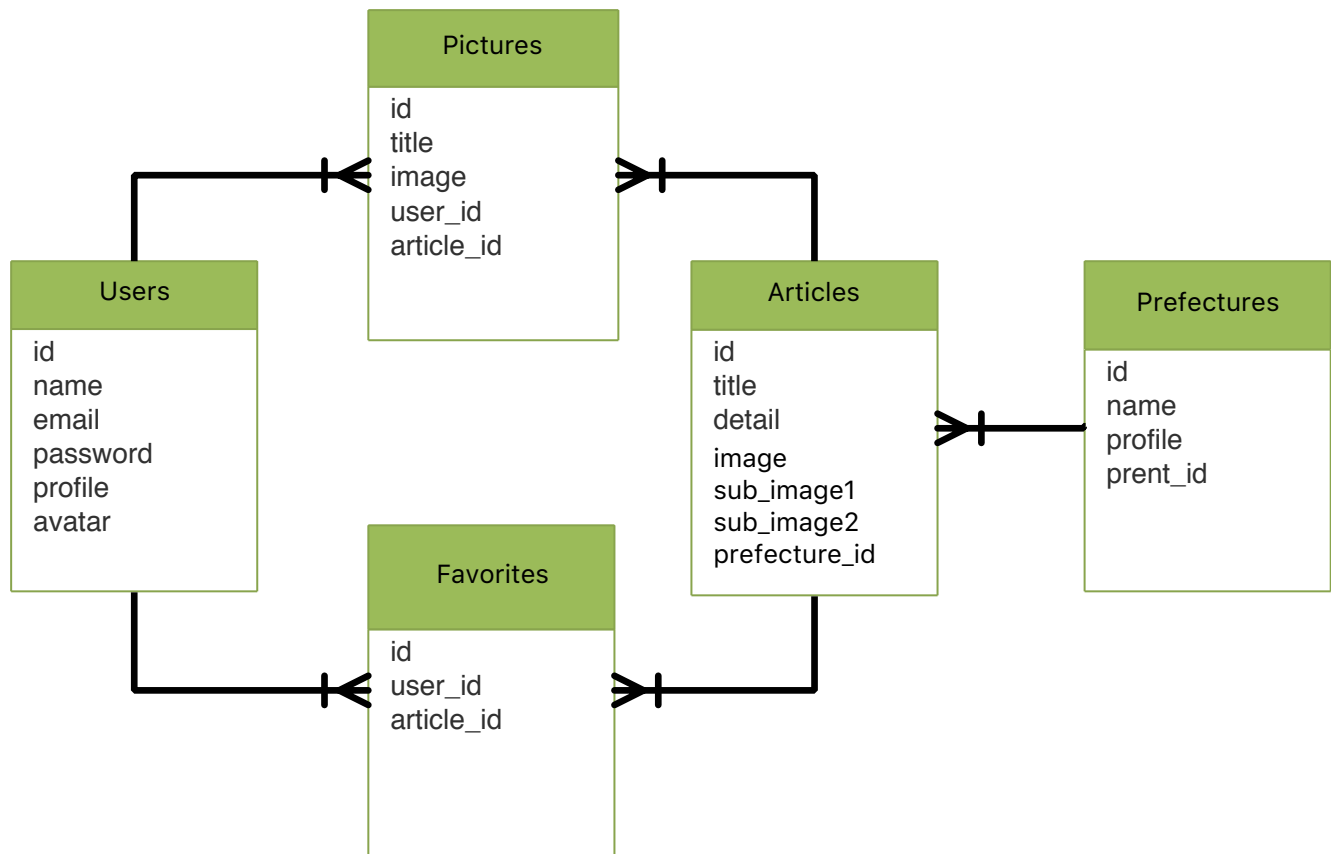 Pictures
id
title
image
user_id
article_id
Users
id
name
email
password
profile
avatar
Articles
id
title
detail
image
sub_image1
sub_image2
prefecture_id
Prefectures
id
name
profile
prent_id
Favorites
id
user_id
article_id